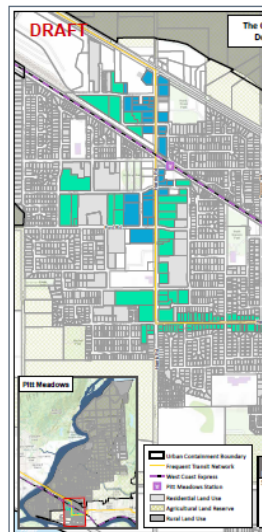 DRAFT
The
D
Pitt Meadows
Urban Containment Boundary
Frequent Transit Network
West Coast Express
Pitt Meadows Station
Residential Land Use
Agricultural Land Reserve
Rural Land Use